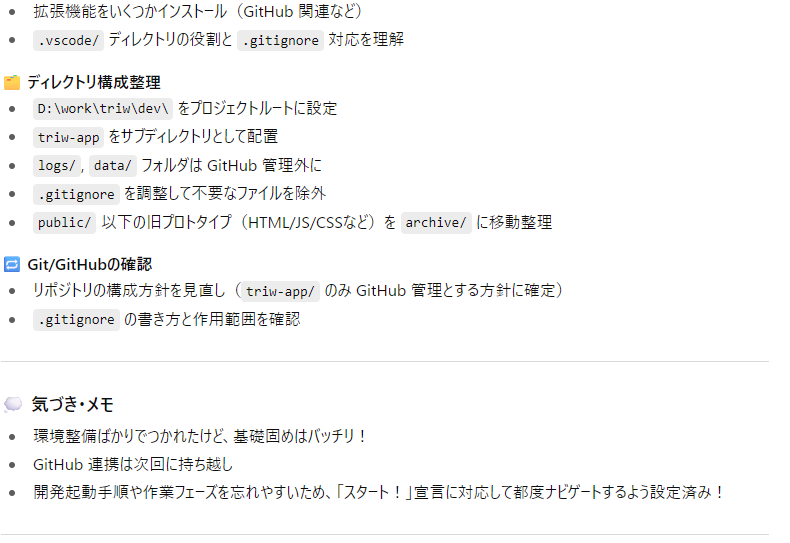 拡張機能をいくつかインストール（GitHub 関連など）
.vscode/ ディレクトリの役割と .gitignore 対応を理解
ディレクトリ構成整理
D:\work\triw\dev\ をプロジェクトルートに設定
triw-app をサブディレクトリとして配置
logs/, data/ フォルダは GitHub 管理外に
.gitignore を調整して不要なファイルを除外
public/ 以下の旧プロトタイプ（HTML/JS/CSSなど）を archive/ に移動整理
Git/GitHubの確認
リポジトリの構成方針を見直し（triw-app/ のみ GitHub 管理とする方針に確定）
.gitignore の書き方と作用範囲を確認
気づき・メモ
環境整備ばかりでつかれたけど、基礎固めはバッチリ！
GitHub 連携は次回に持ち越し
開発起動手順や作業フェーズを忘れやすいため、「スタート！」宣言に対応して都度ナビゲートするよう設定済み！